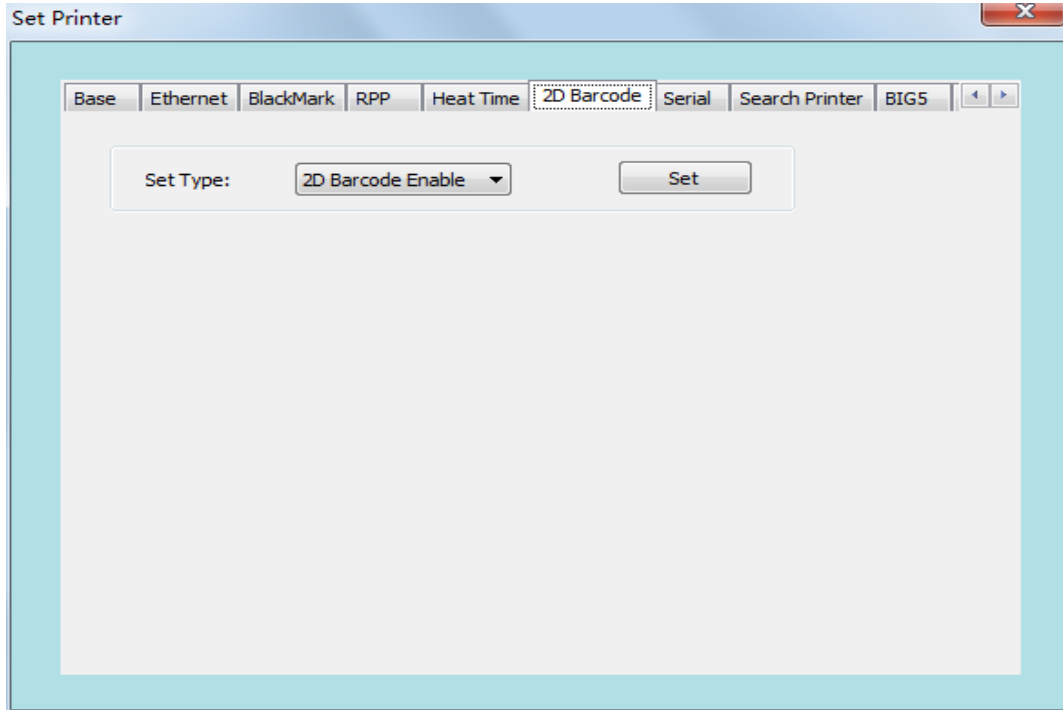 Set Printer
Base Ethernet BlackMark RPP Heat Time 2D Barcode Serial Search Printer BIG5
Set Type: 2D Barcode Enable Set